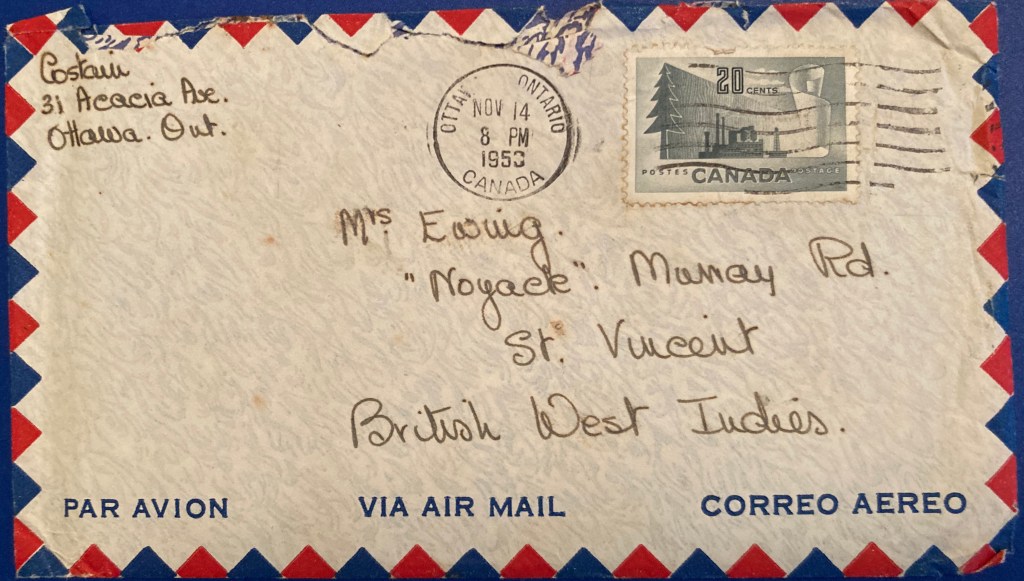 Costain
31 Acacia Ave.
Ottawa. Ont.
OTTAW ONTARIO
NOV 14
8 PM
1953
CANADA
20 CENTS
POSTES CANADA POSTAGE
Mrs. Ewing.
"Noyack". Murray Rd.
St. Vincent
British West Indies.
PAR AVION VIA AIR MAIL CORREO AEREO